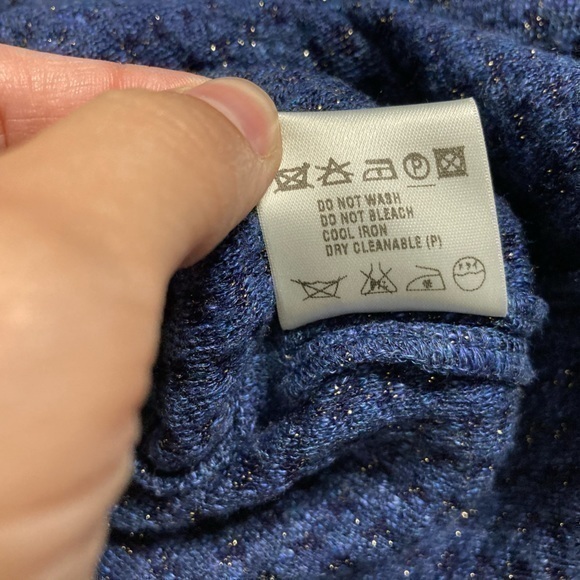 P
DO NOT WASH
DO NOT BLEACH
COOL IRON
DRY CLEANABLE (P)